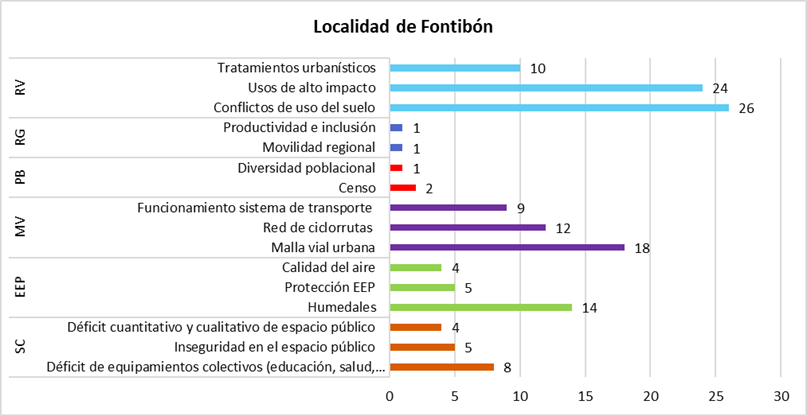 Localidad de Fontibón
RV
Tratamientos urbanísticos 10
Usos de alto impacto 24
Conflictos de uso del suelo 26
RG
Productividad e inclusión 1
Movilidad regional 1
PB
Diversidad poblacional 1
Censo 2
MV
Funcionamiento sistema de transporte 9
Red de ciclorrutas 12
Malla vial urbana 18
EEP
Calidad del aire 4
Protección EEP 5
Humedales 14
SC
Déficit cuantitativo y cualitativo de espacio público 4
Inseguridad en el espacio público 5
Déficit de equipamientos colectivos (educación, salud,... 8
0 5 10 15 20 25 30